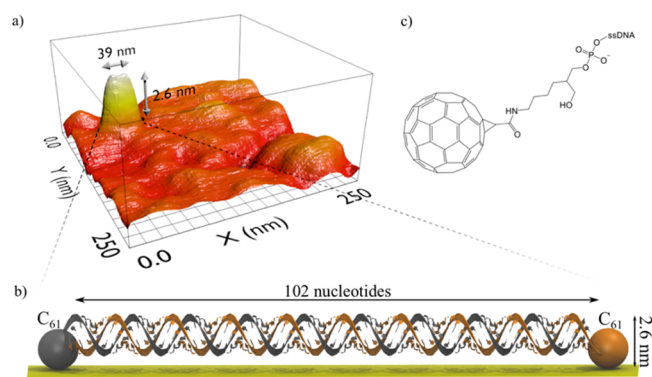 a)
39 nm
2.6 nm
0.0
Y (nm)
250
0.0
X (nm)
250
c)
ssDNA
O
O
P
O⁻
O
HN
HO
O
b)
102 nucleotides
C₆₁
C₆₁
2.6 nm